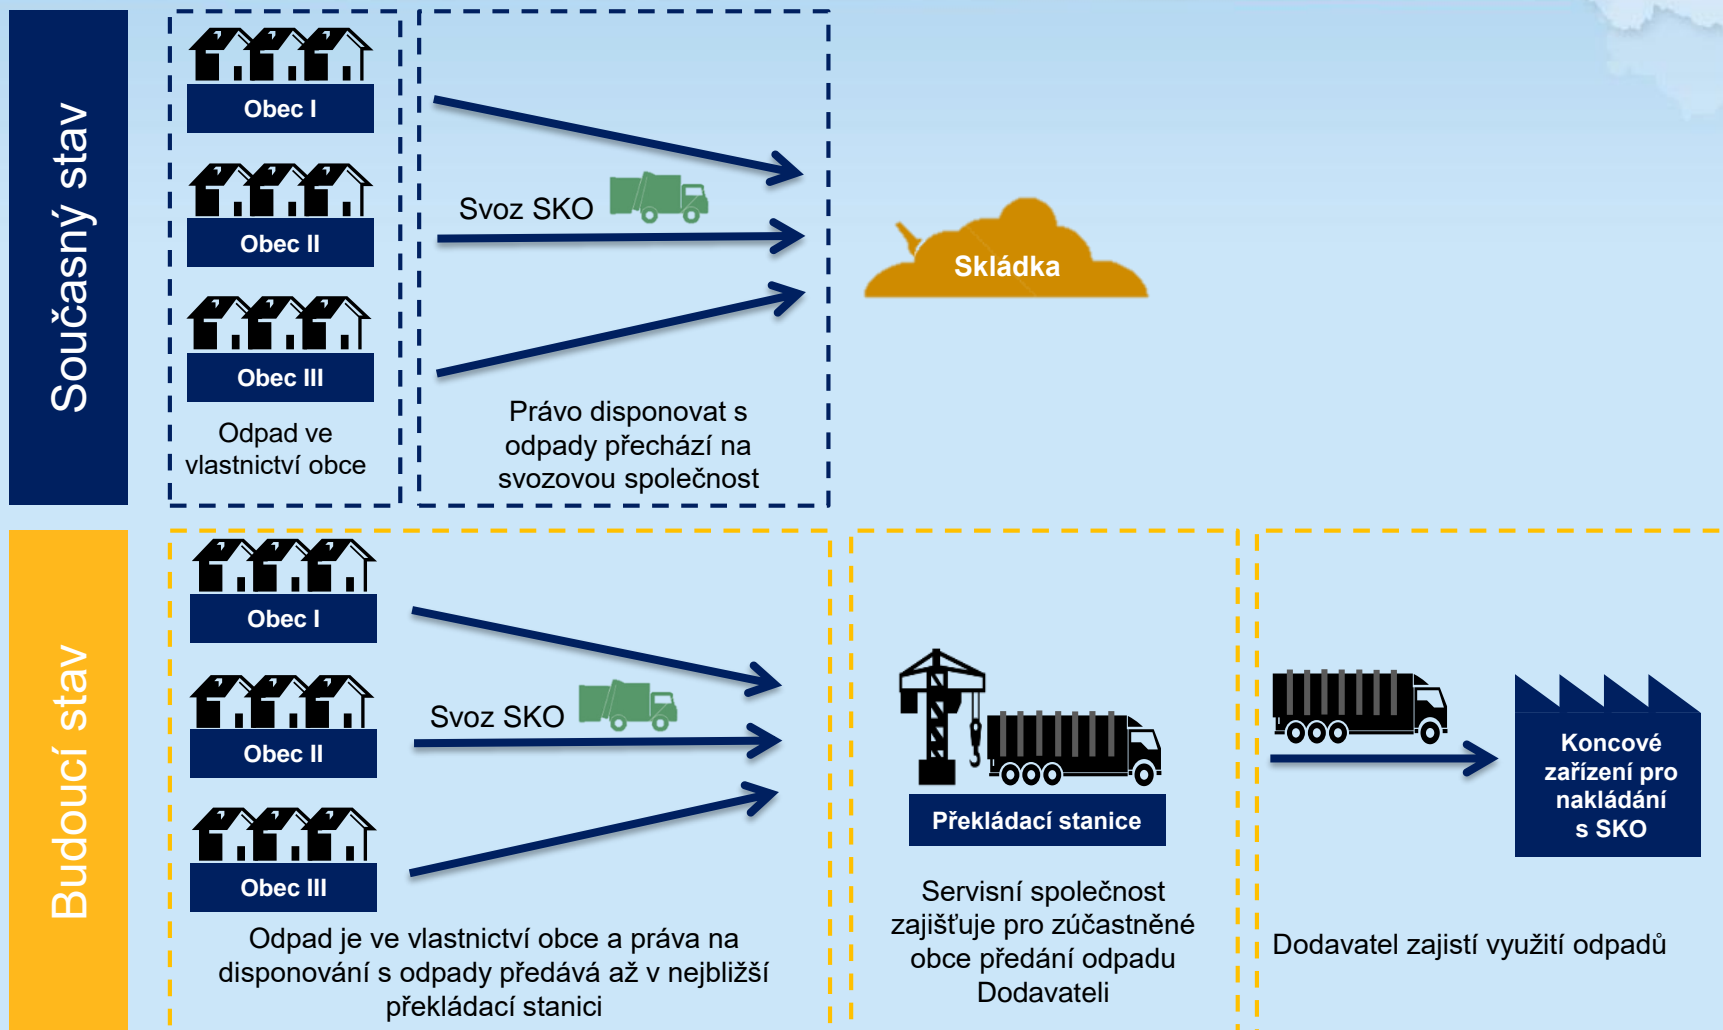 Současný stav
Obec I
Obec II
Obec III
Odpad ve
vlastnictví obce
Svoz SKO
Právo disponovat s
odpady přechází na
svozovou společnost
Skládka
Budoucí stav
Obec I
Obec II
Obec III
Svoz SKO
Odpad je ve vlastnictví obce a práva na
disponování s odpady předává až v nejbližší
překládací stanici
Překládací stanice
Servisní společnost
zajišťuje pro zúčastněné
obce předání odpadu
Dodavateli
Koncové
zařízení pro
nakládání
s SKO
Dodavatel zajistí využití odpadů